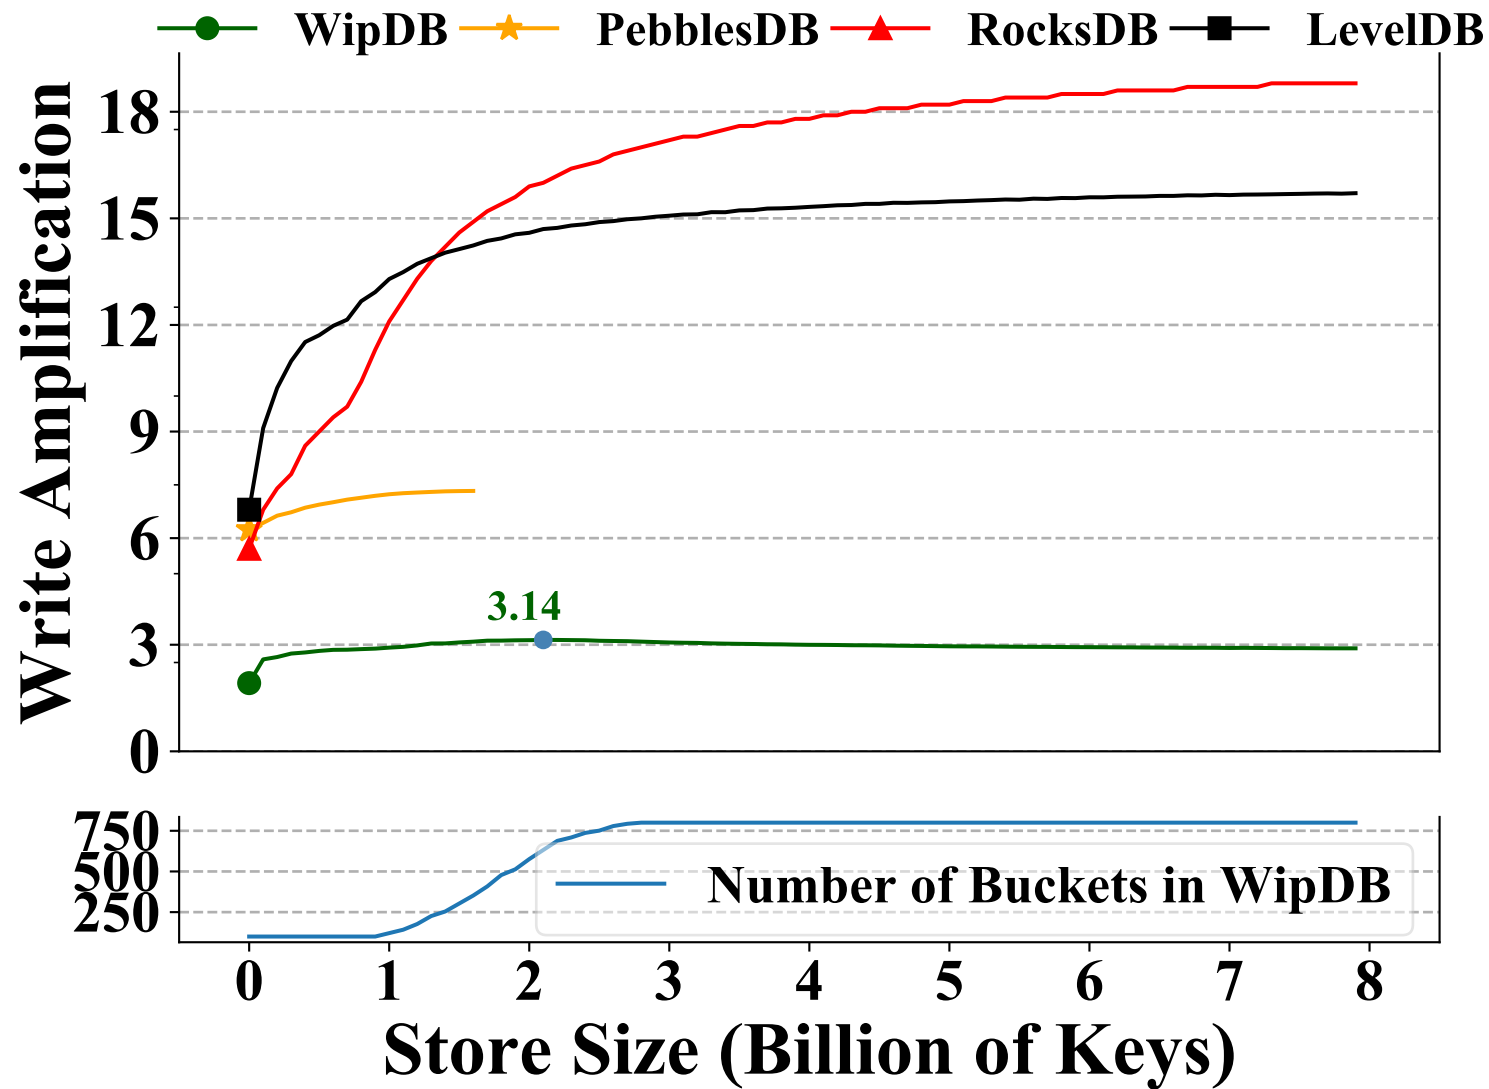 WipDB PebblesDB RocksDB LevelDB
Write Amplification
18
15
12
9
6
3
0
3.14
750
500
250
Number of Buckets in WipDB
0 1 2 3 4 5 6 7 8
Store Size (Billion of Keys)